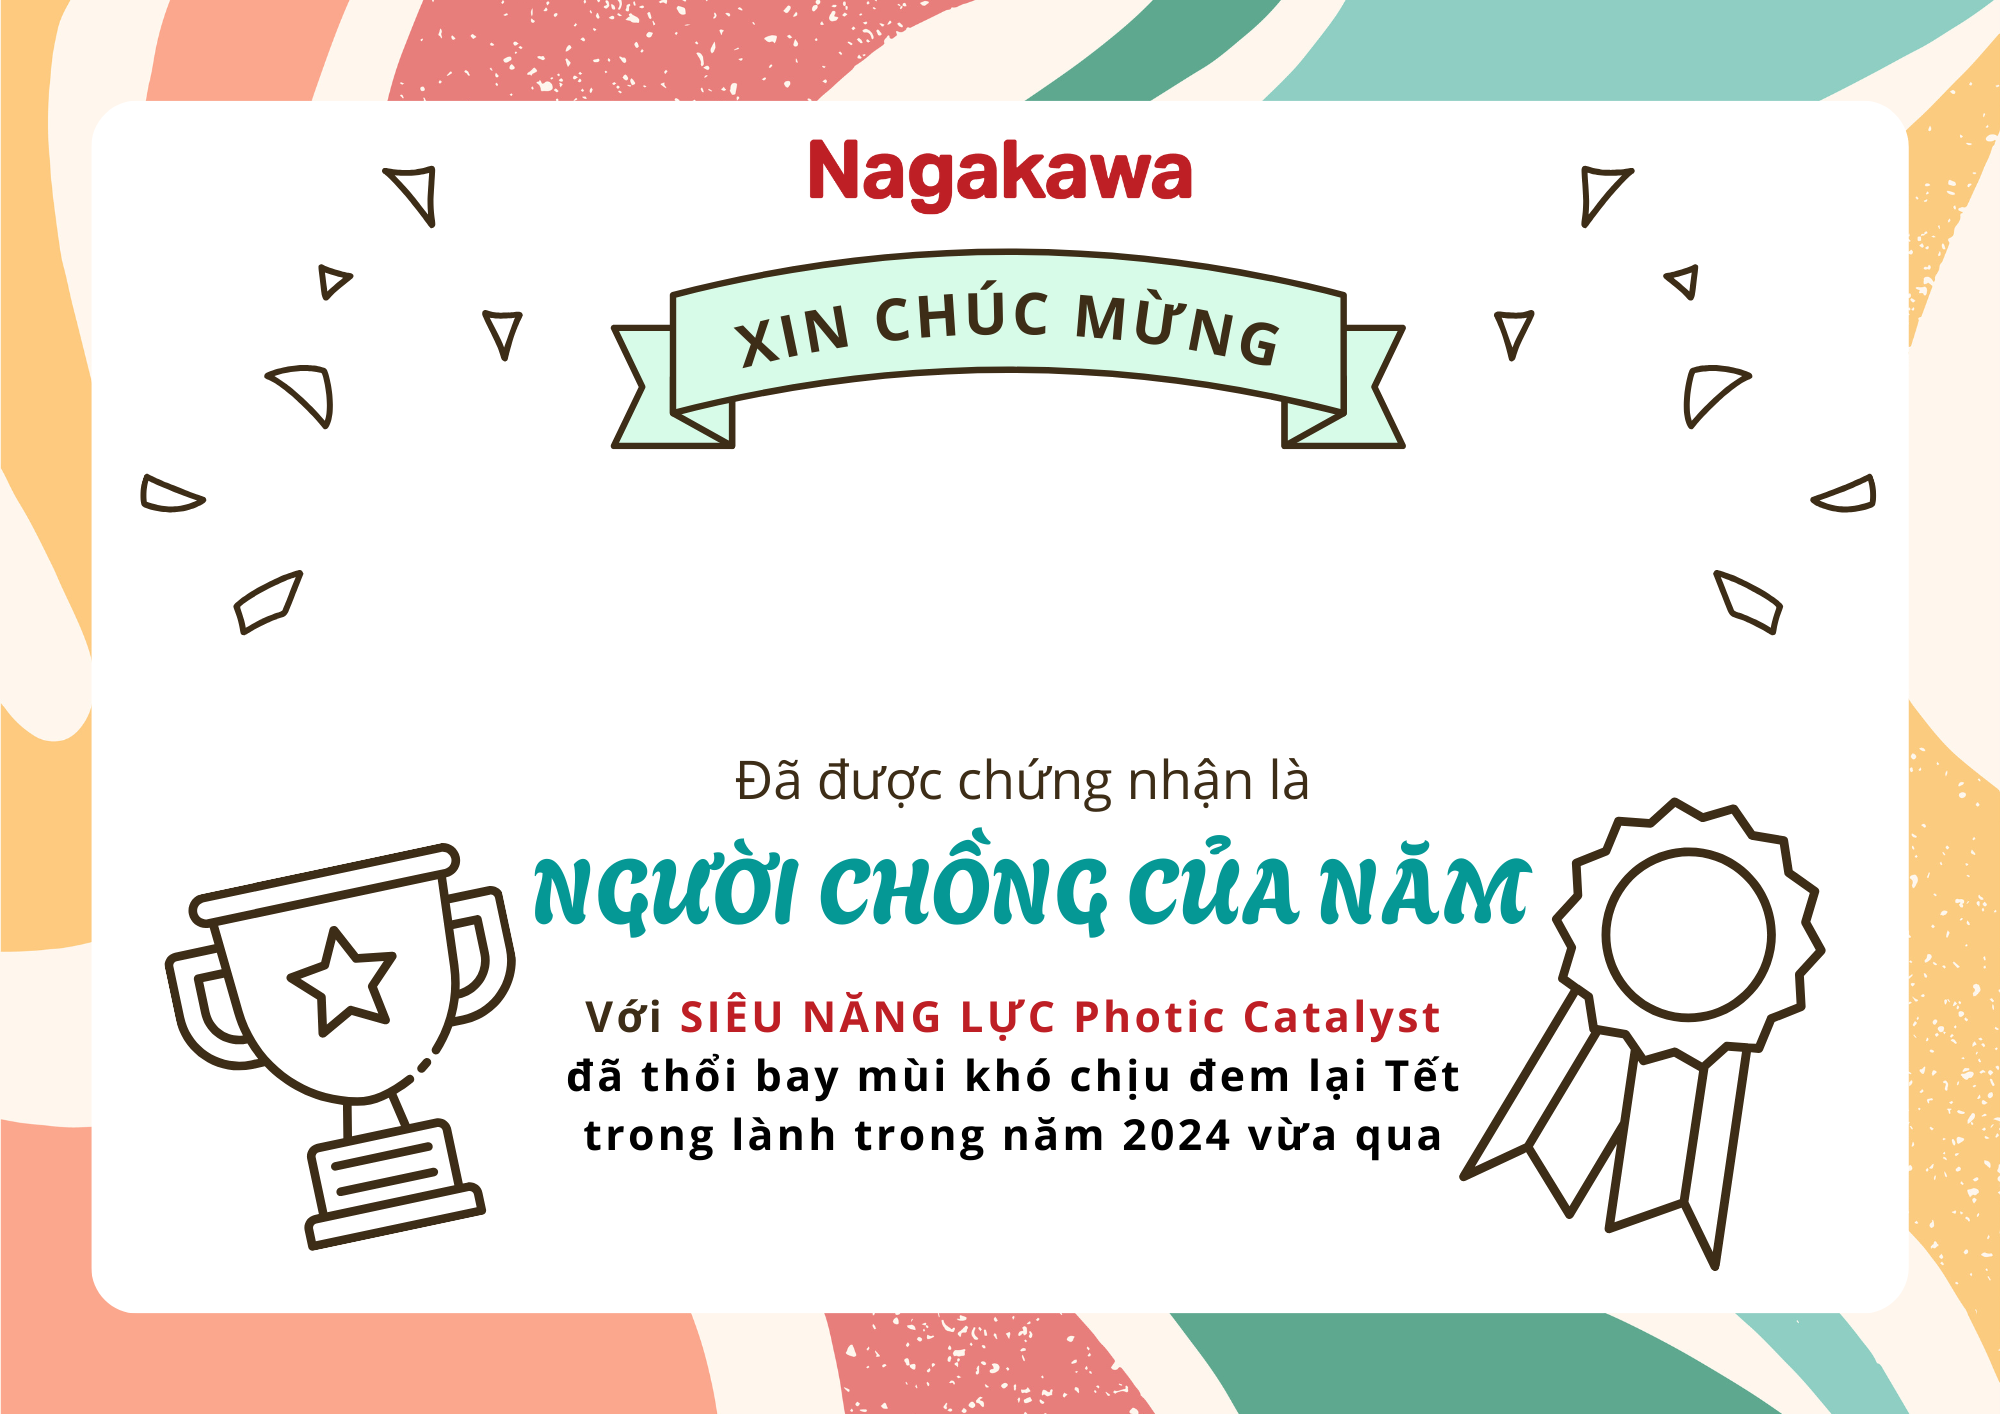 Nagakawa
XIN CHÚC MỪNG
Đã được chứng nhận là
NGƯỜI CHỒNG CỦA NĂM
Với SIÊU NĂNG LỰC Photic Catalyst
đã thổi bay mùi khó chịu đem lại Tết
trong lành trong năm 2024 vừa qua